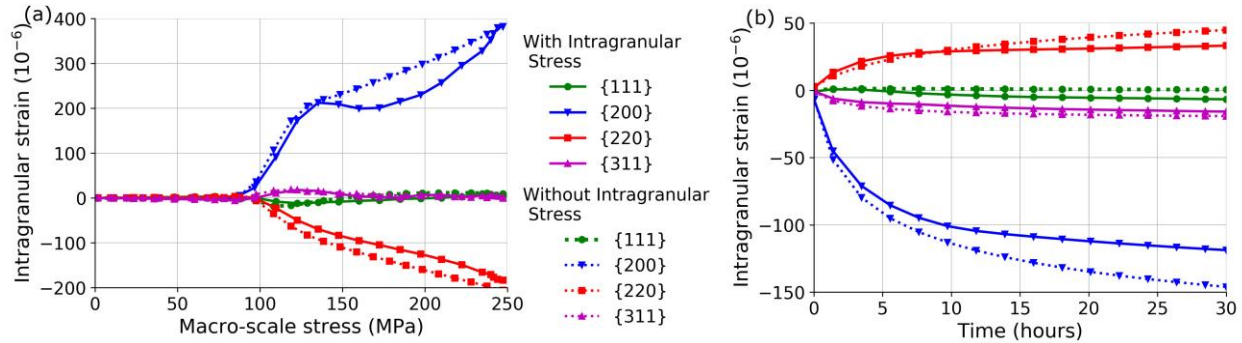 (a)
400
300
200
100
0
−100
−200
Intragranular strain (10⁻⁶)
0 50 100 150 200 250
Macro-scale stress (MPa)
With Intragranular
Stress
{111}
{200}
{220}
{311}
Without Intragranular
Stress
{111}
{200}
{220}
{311}
(b)
50
0
−50
−100
−150
Intragranular strain (10⁻⁶)
0 5 10 15 20 25 30
Time (hours)